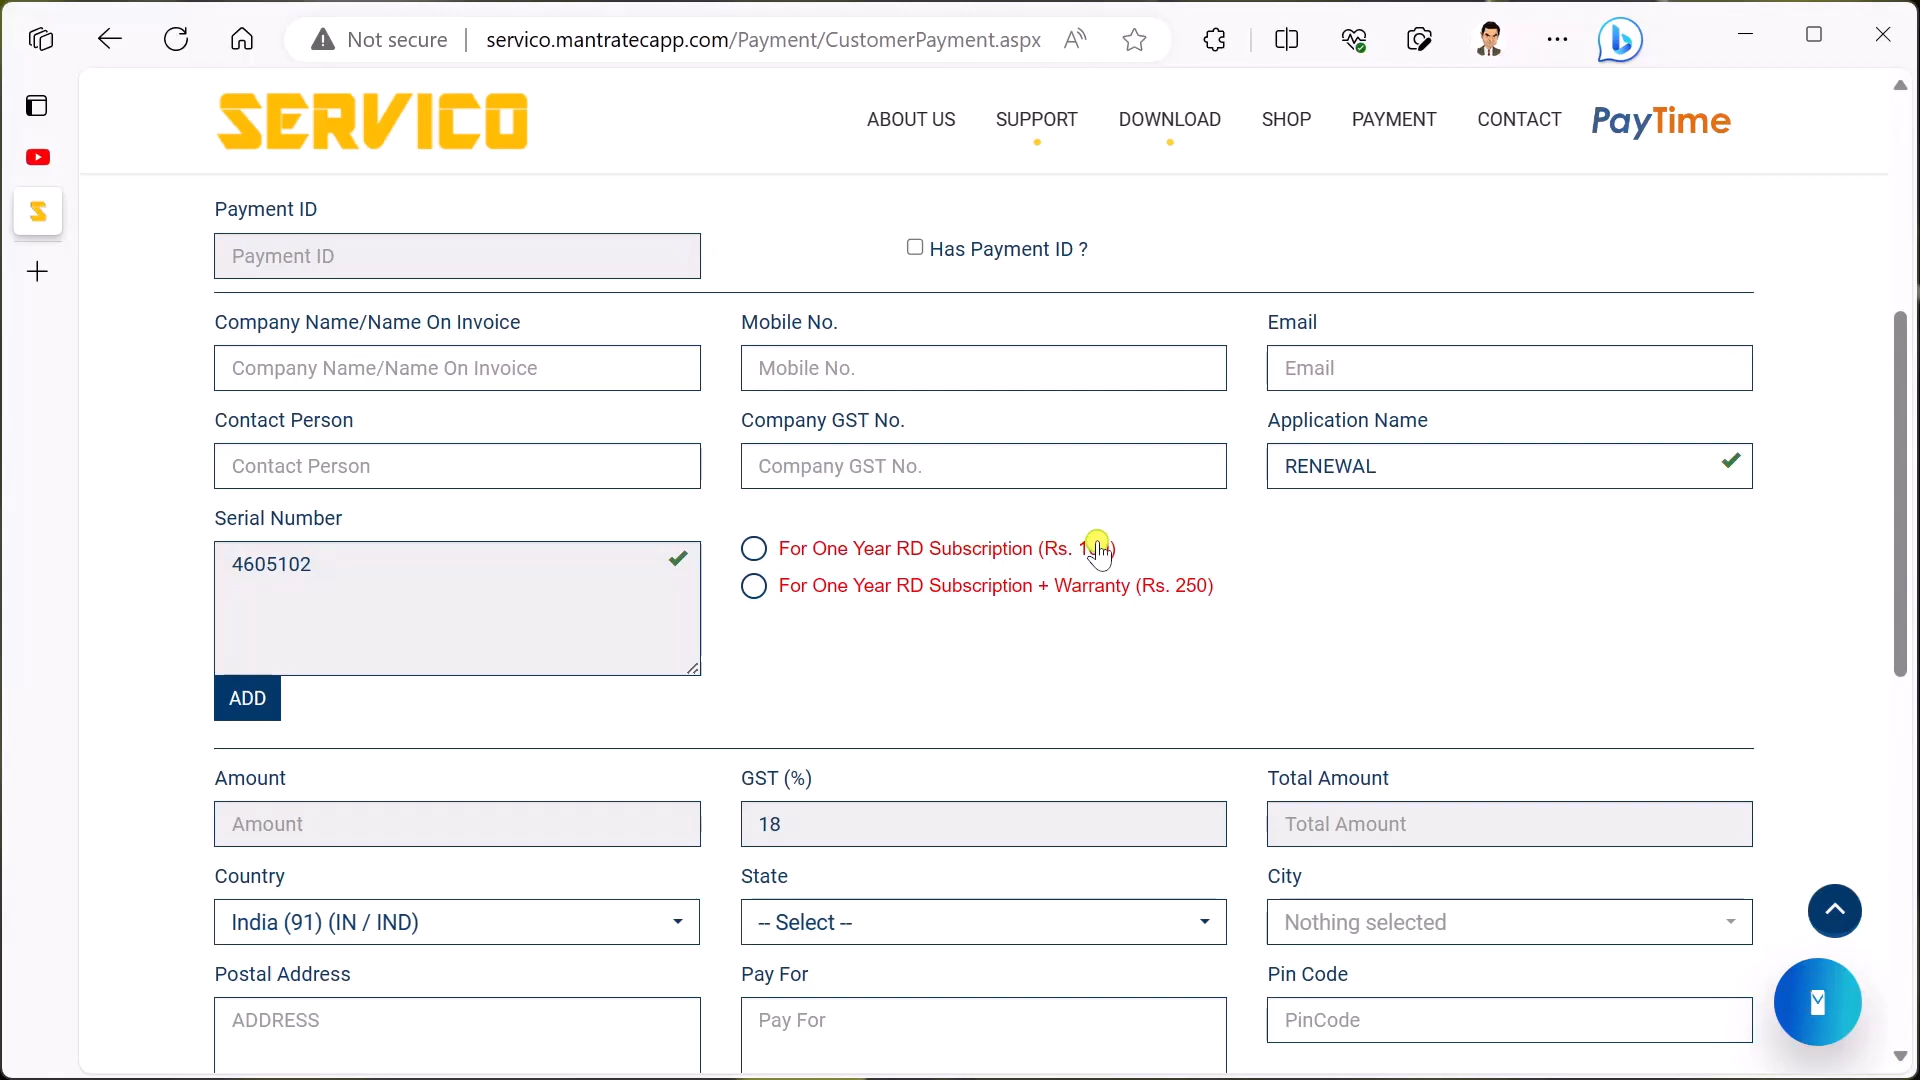 Not secure | servico.mantratecapp.com/Payment/CustomerPayment.aspx
SERVICO
ABOUT US SUPPORT DOWNLOAD SHOP PAYMENT CONTACT PayTime
Payment ID
Payment ID
Has Payment ID ?
Company Name/Name On Invoice Mobile No. Email
Company Name/Name On Invoice Mobile No. Email
Contact Person Company GST No. Application Name
Contact Person Company GST No. RENEWAL
Serial Number
4605102
For One Year RD Subscription (Rs.
For One Year RD Subscription + Warranty (Rs. 250)
ADD
Amount GST (%) Total Amount
Amount 18 Total Amount
Country State City
India (91) (IN / IND) -- Select -- Nothing selected
Postal Address Pay For Pin Code
ADDRESS Pay For PinCode